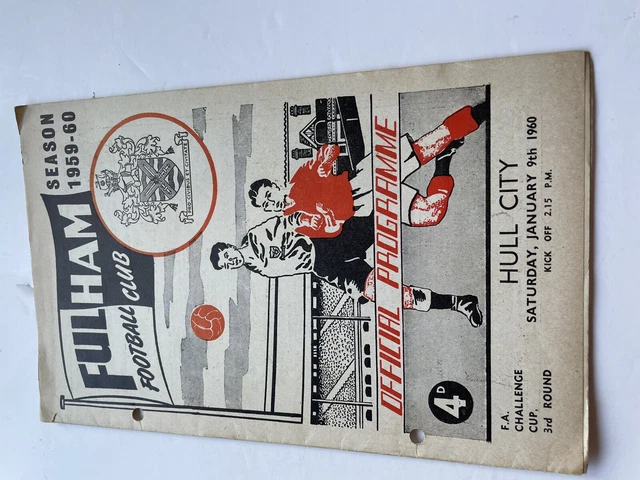 FULHAM
FOOTBALL CLUB
SEASON
1959-60
OFFICIAL PROGRAMME
4D
F.A.
CHALLENGE
CUP,
3rd ROUND
HULL CITY
SATURDAY, JANUARY 9th 1960
KICK OFF 2.15 P.M.